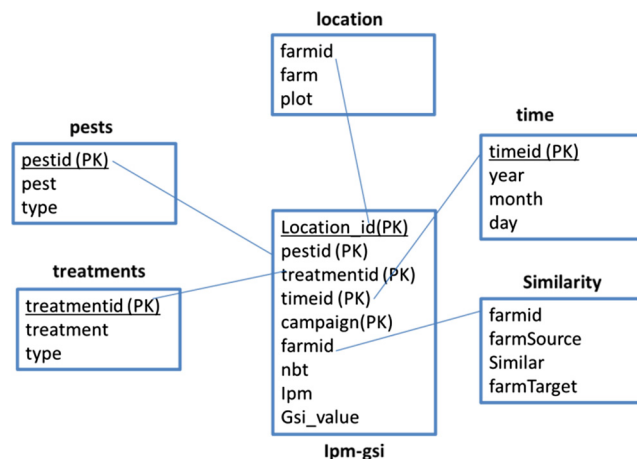 location
farmid
farm
plot
pests
pestid (PK)
pest
type
time
timeid (PK)
year
month
day
treatments
treatmentid (PK)
treatment
type
Location_id(PK)
pestid (PK)
treatmentid (PK)
timeid (PK)
campaign(PK)
farmid
nbt
Ipm
Gsi_value
Ipm-gsi
Similarity
farmid
farmSource
Similar
farmTarget